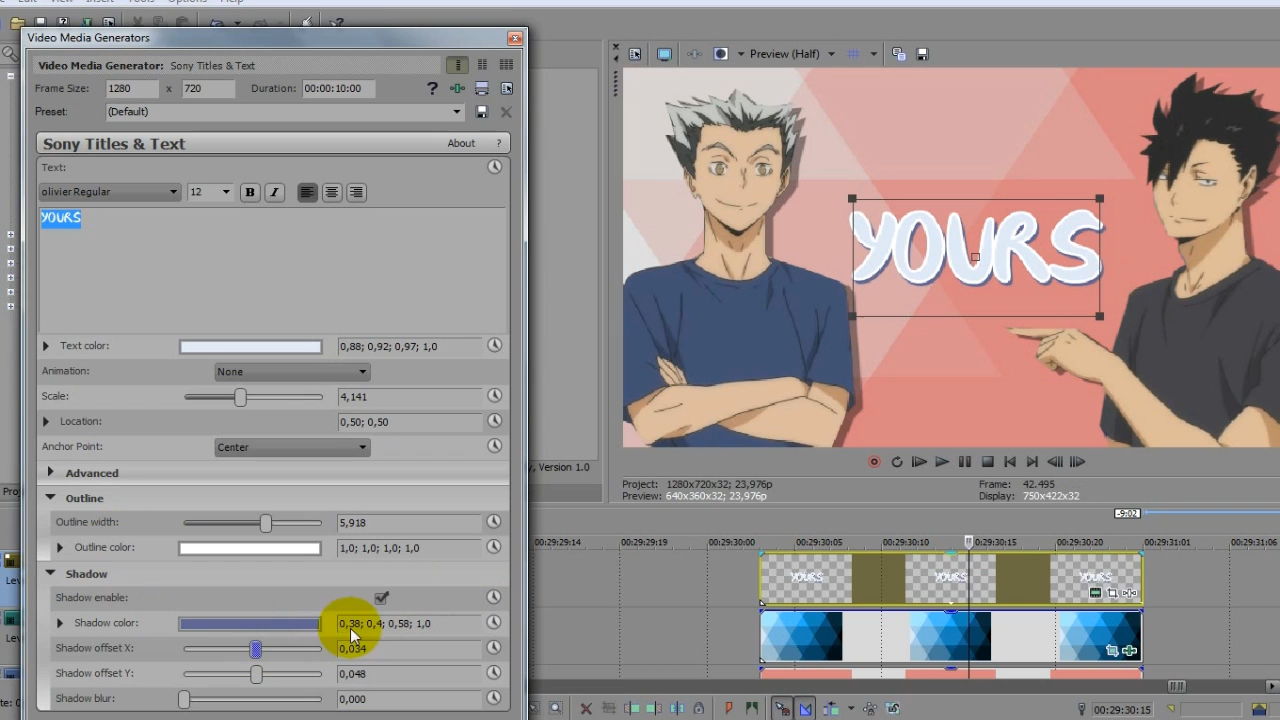 Edit View Insert Tools Options Help
Video Media Generators
Video Media Generator: Sony Titles & Text
Frame Size: 1280 x 720 Duration: 00:00:10:00
Preset: (Default)
Sony Titles & Text About ?
Text:
olivier Regular 12 B I
YOURS
Text color: 0,88; 0,92; 0,97; 1,0
Animation: None
Scale: 4,141
Location: 0,50; 0,50
Anchor Point: Center
Advanced
Outline
Outline width: 5,918
Outline color: 1,0; 1,0; 1,0; 1,0
Shadow
Shadow enable:
Shadow color: 0,38; 0,4; 0,58; 1,0
Shadow offset X: 0,034
Shadow offset Y: 0,048
Shadow blur: 0,000
Preview (Half)
YOURS
, Version 1.0
Project: 1280x720x32; 23,976p Frame: 42.495
Preview: 640x360x32; 23,976p Display: 750x422x32
-9:02
00:29:29:14 00:29:29:19 00:29:30:00 00:29:30:05 00:29:30:10 00:29:30:15 00:29:30:20 00:29:31:01 00:29:31:06
YOURS YOURS YOURS
00:29:30:15